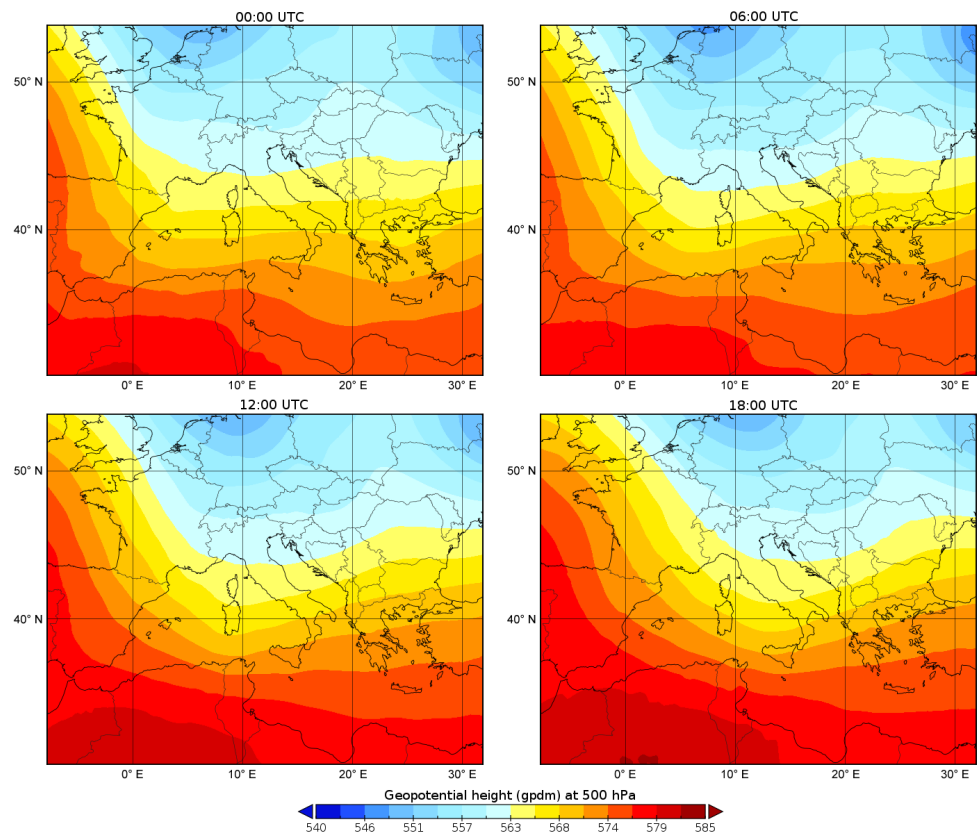 00:00 UTC
06:00 UTC
50° N
40° N
0° E
10° E
20° E
30° E
50° N
40° N
0° E
10° E
20° E
30° E
12:00 UTC
18:00 UTC
50° N
40° N
0° E
10° E
20° E
30° E
50° N
40° N
0° E
10° E
20° E
30° E
Geopotential height (gpdm) at 500 hPa
540 546 551 557 563 568 574 579 585